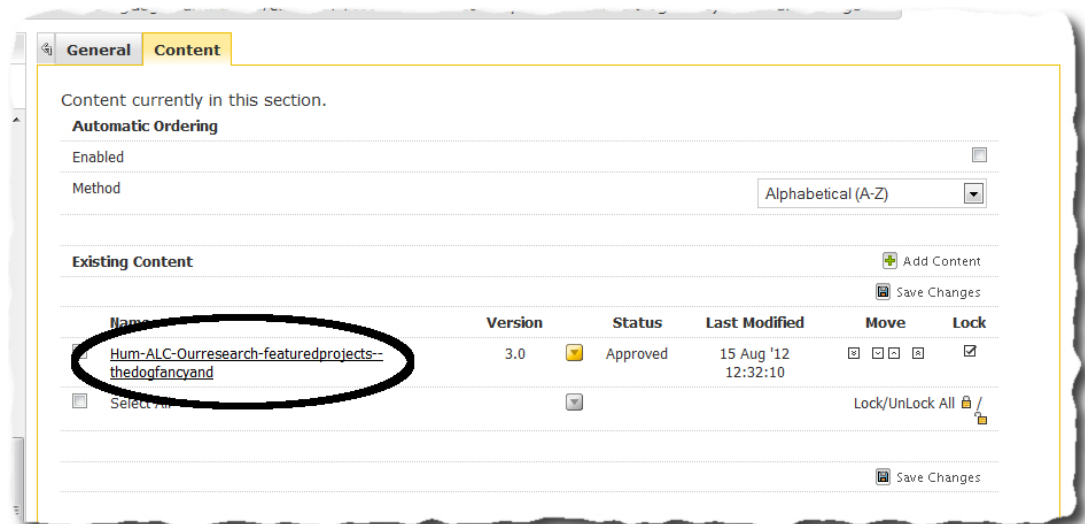 General Content
Content currently in this section.
Automatic Ordering
Enabled
Method Alphabetical (A-Z)
Existing Content Add Content
Save Changes
Name Version Status Last Modified Move Lock
Hum-ALC-Ourresearch-featuredprojects-- 3.0 Approved 15 Aug '12
thedogfancyand 12:32:10
Select All Lock/UnLock All /
Save Changes